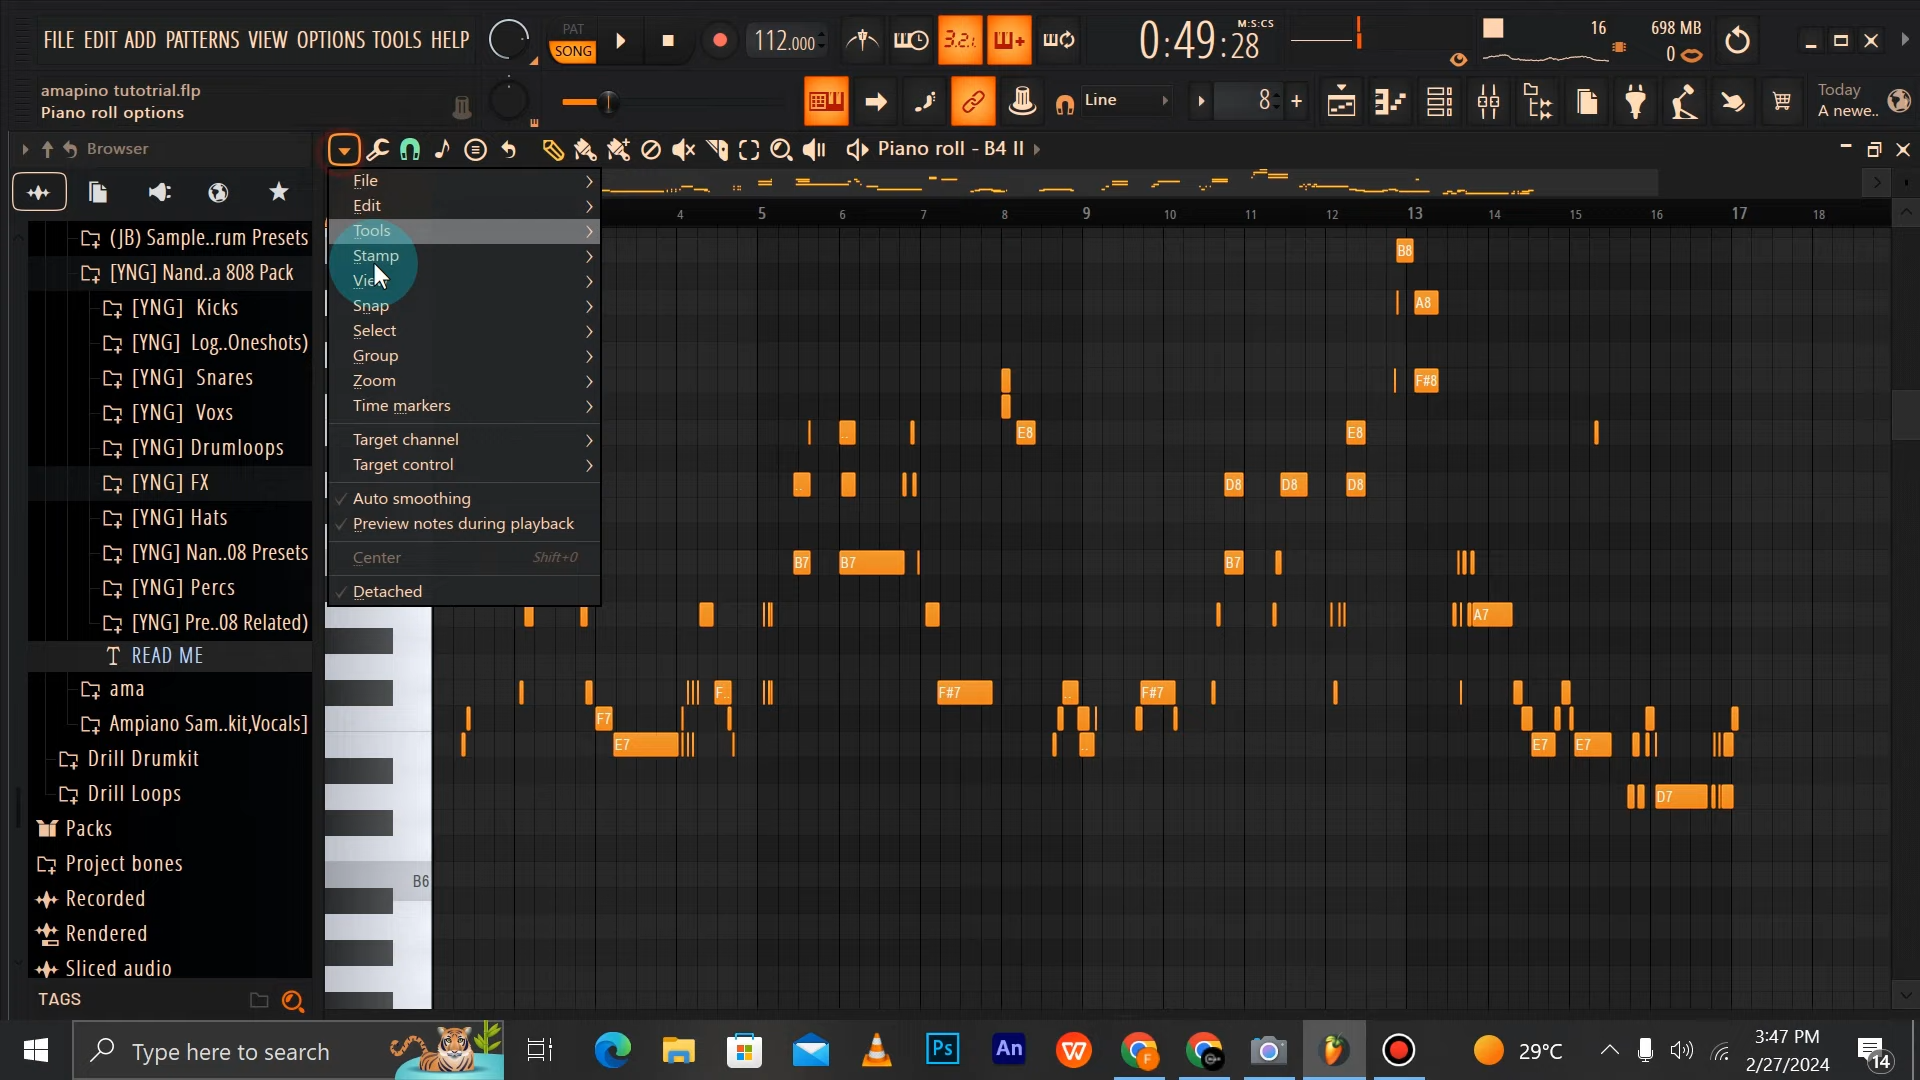 FILE EDIT ADD PATTERNS VIEW OPTIONS TOOLS HELP
PAT
SONG
112.000
3.2.1
0:49:28
M:S:CS
16
698 MB
0
amapino tutotrial.flp
Piano roll options
Line
8
Today
A newe..
Browser
Piano roll - B4 II
File
Edit
Tools
Stamp
View
Snap
Select
Group
Zoom
Time markers
Target channel
Target control
Auto smoothing
Preview notes during playback
Center Shift+0
Detached
4 5 6 7 8 9 10 11 12 13 14 15 16 17 18
(JB) Sample..rum Presets
[YNG] Nand..a 808 Pack
[YNG] Kicks
[YNG] Log..Oneshots)
[YNG] Snares
[YNG] Voxs
[YNG] Drumloops
[YNG] FX
[YNG] Hats
[YNG] Nan..08 Presets
[YNG] Percs
[YNG] Pre..08 Related)
READ ME
ama
Ampiano Sam..kit,Vocals]
Drill Drumkit
Drill Loops
Packs
Project bones
Recorded
Rendered
Sliced audio
TAGS
B8
A8
F#8
E8 E8
D8 D8 D8
B7 B7 B7
A7
F.. F#7 F#7
F7
E7 E7 E7
D7
B6
Type here to search
Ps
An
W
F
29°C
3:47 PM
2/27/2024
14